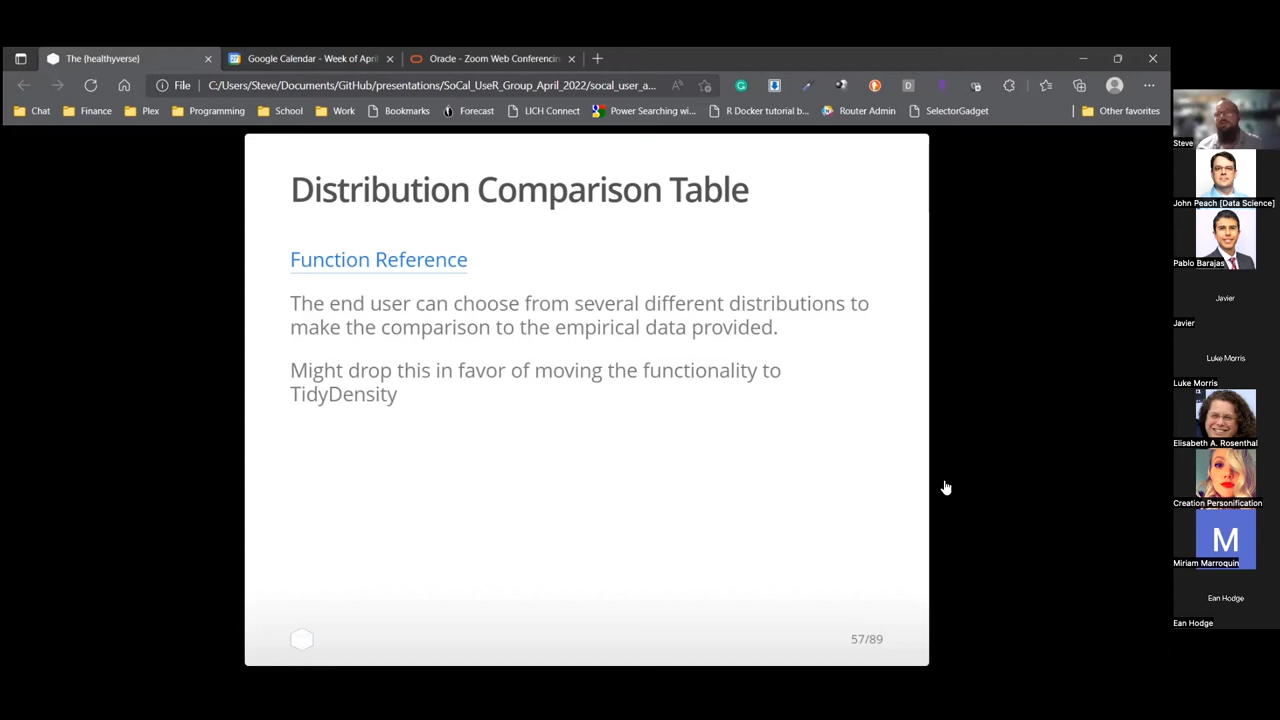 The {healthyverse}
Google Calendar - Week of April
Oracle - Zoom Web Conferencin
File
C:/Users/Steve/Documents/GitHub/presentations/SoCal_UseR_Group_April_2022/socal_user_a...
Chat
Finance
Plex
Programming
School
Work
Bookmarks
Forecast
LICH Connect
Power Searching wi...
R Docker tutorial b...
Router Admin
SelectorGadget
Other favorites
Distribution Comparison Table
Function Reference
The end user can choose from several different distributions to
make the comparison to the empirical data provided.
Might drop this in favor of moving the functionality to
TidyDensity
57/89
Steve
John Peach [Data Science]
Pablo Barajas
Javier
Javier
Luke Morris
Luke Morris
Elisabeth A. Rosenthal
Creation Personification
M
Miriam Marroquin
Ean Hodge
Ean Hodge